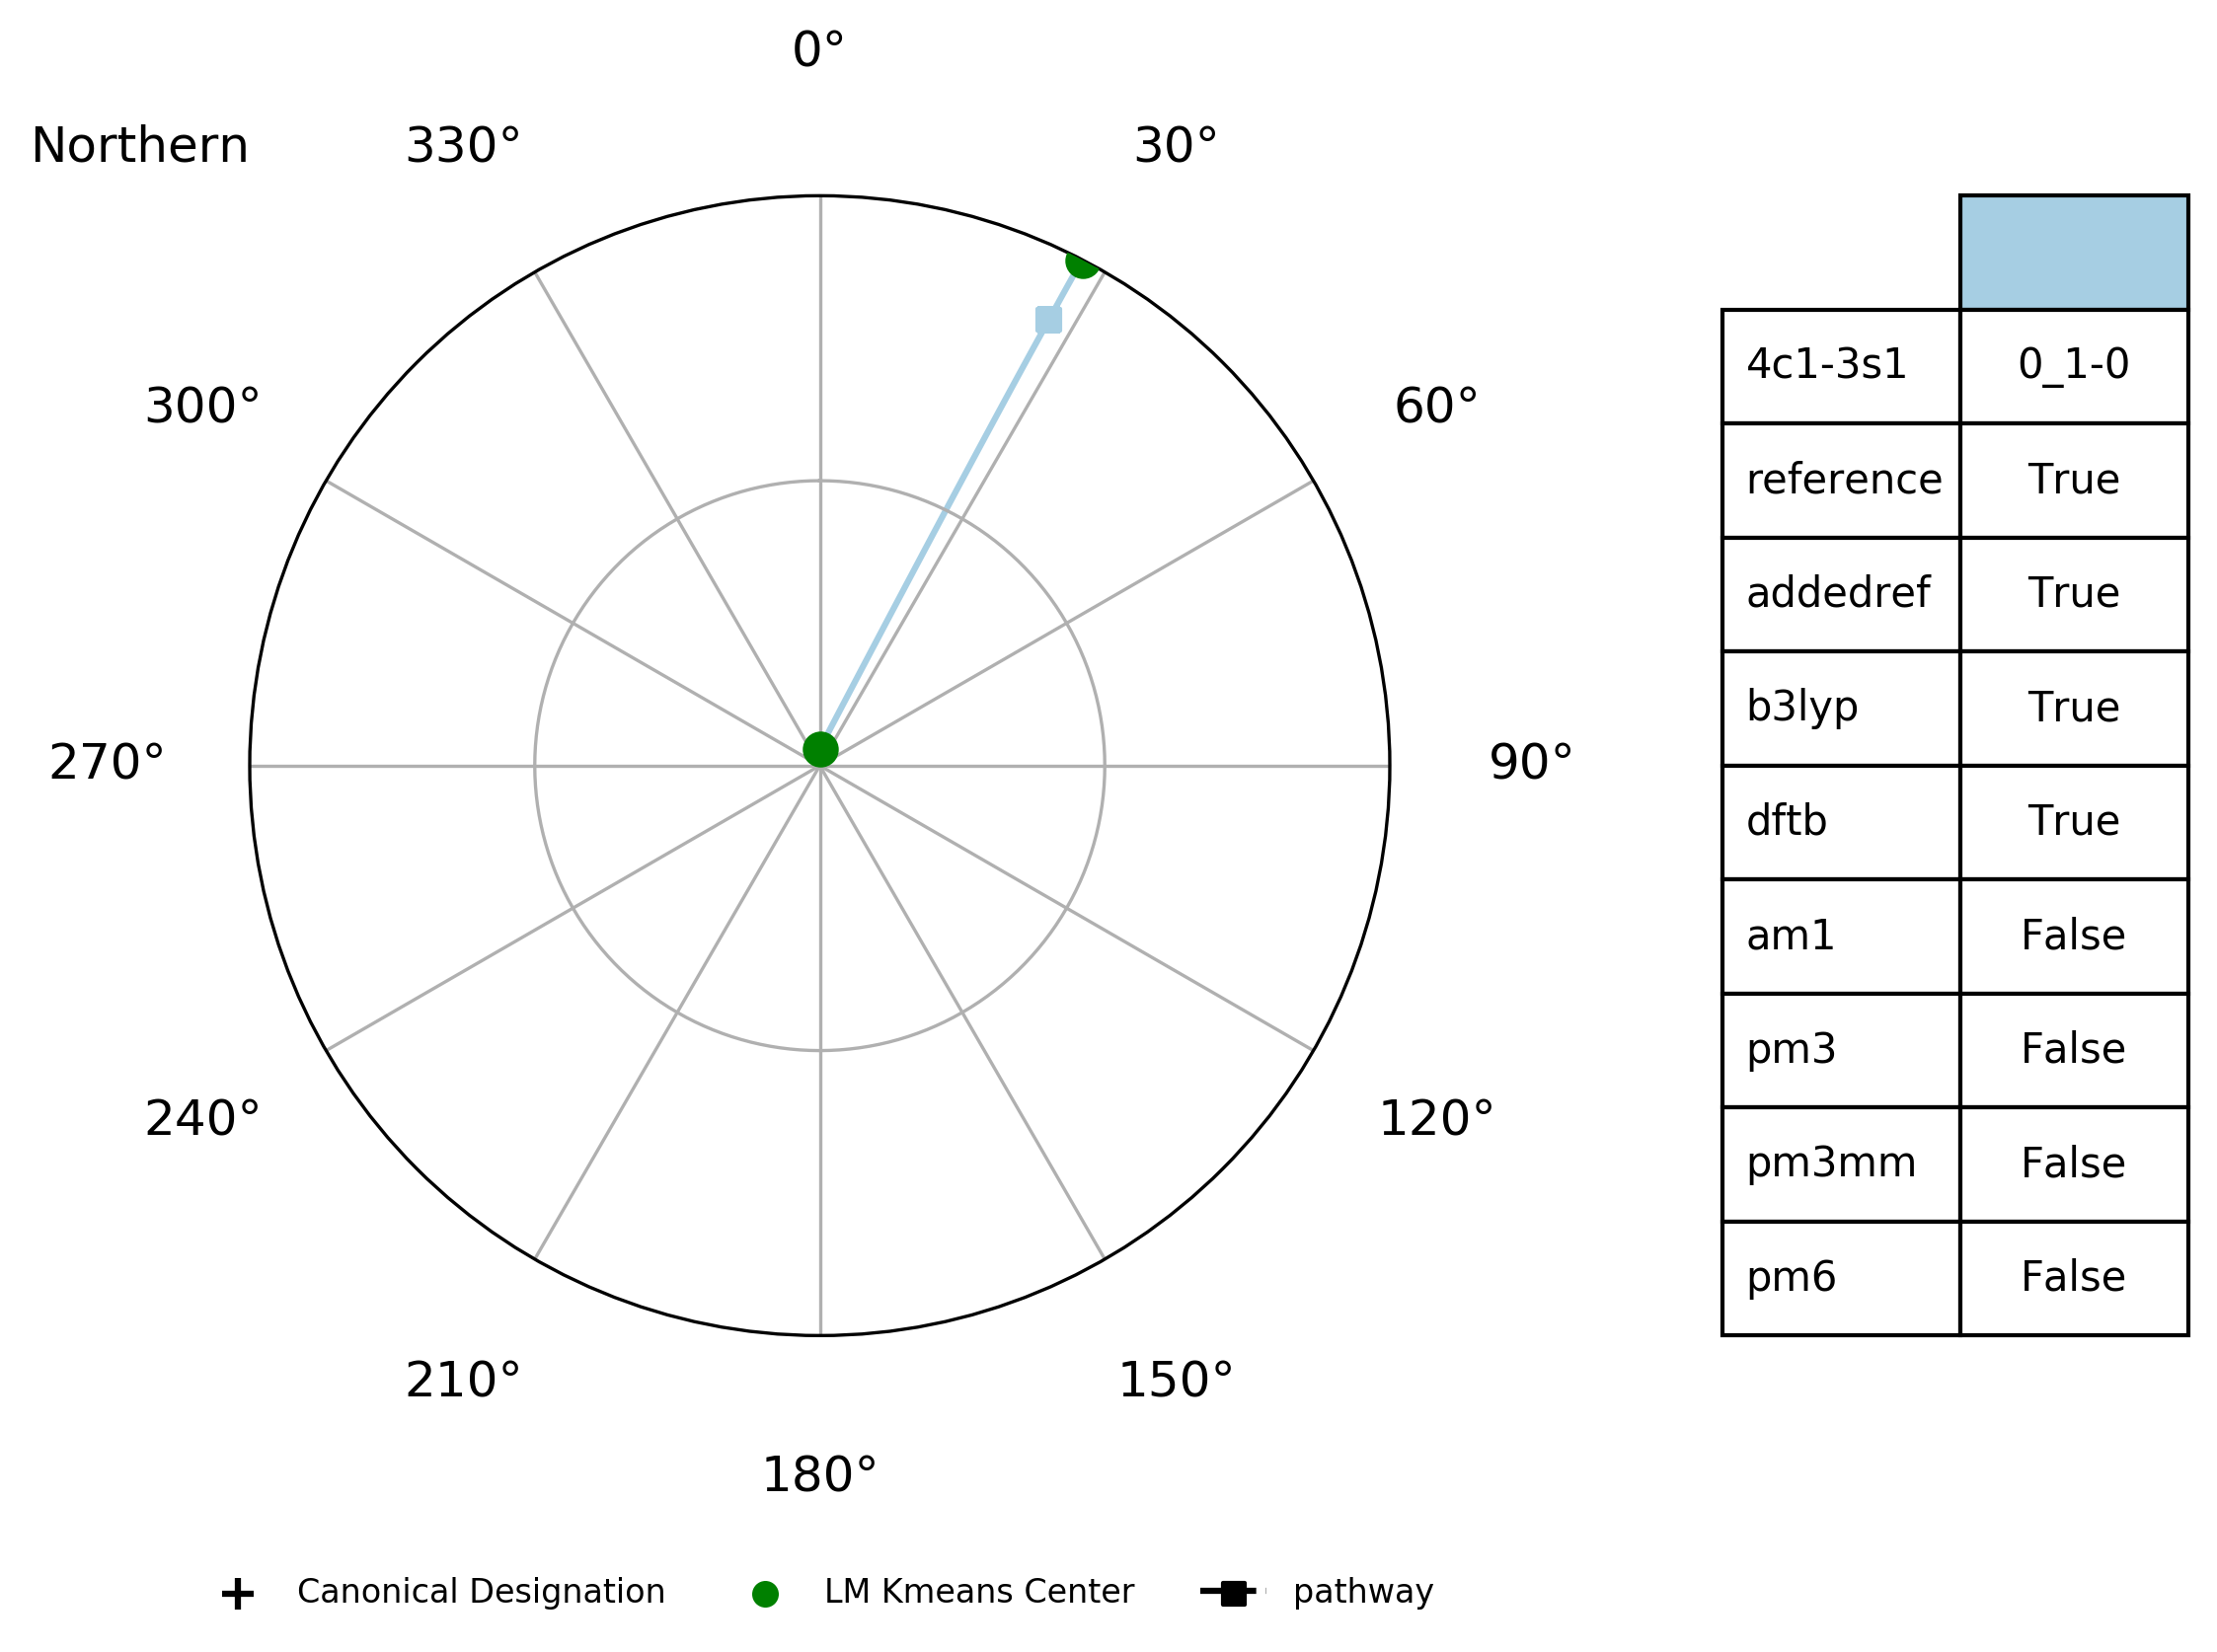 0°
Northern
330°
30°
300°
60°
270°
90°
240°
120°
210°
150°
180°
4c1-3s1 0_1-0
reference True
addedref True
b3lyp True
dftb True
am1 False
pm3 False
pm3mm False
pm6 False
Canonical Designation LM Kmeans Center pathway